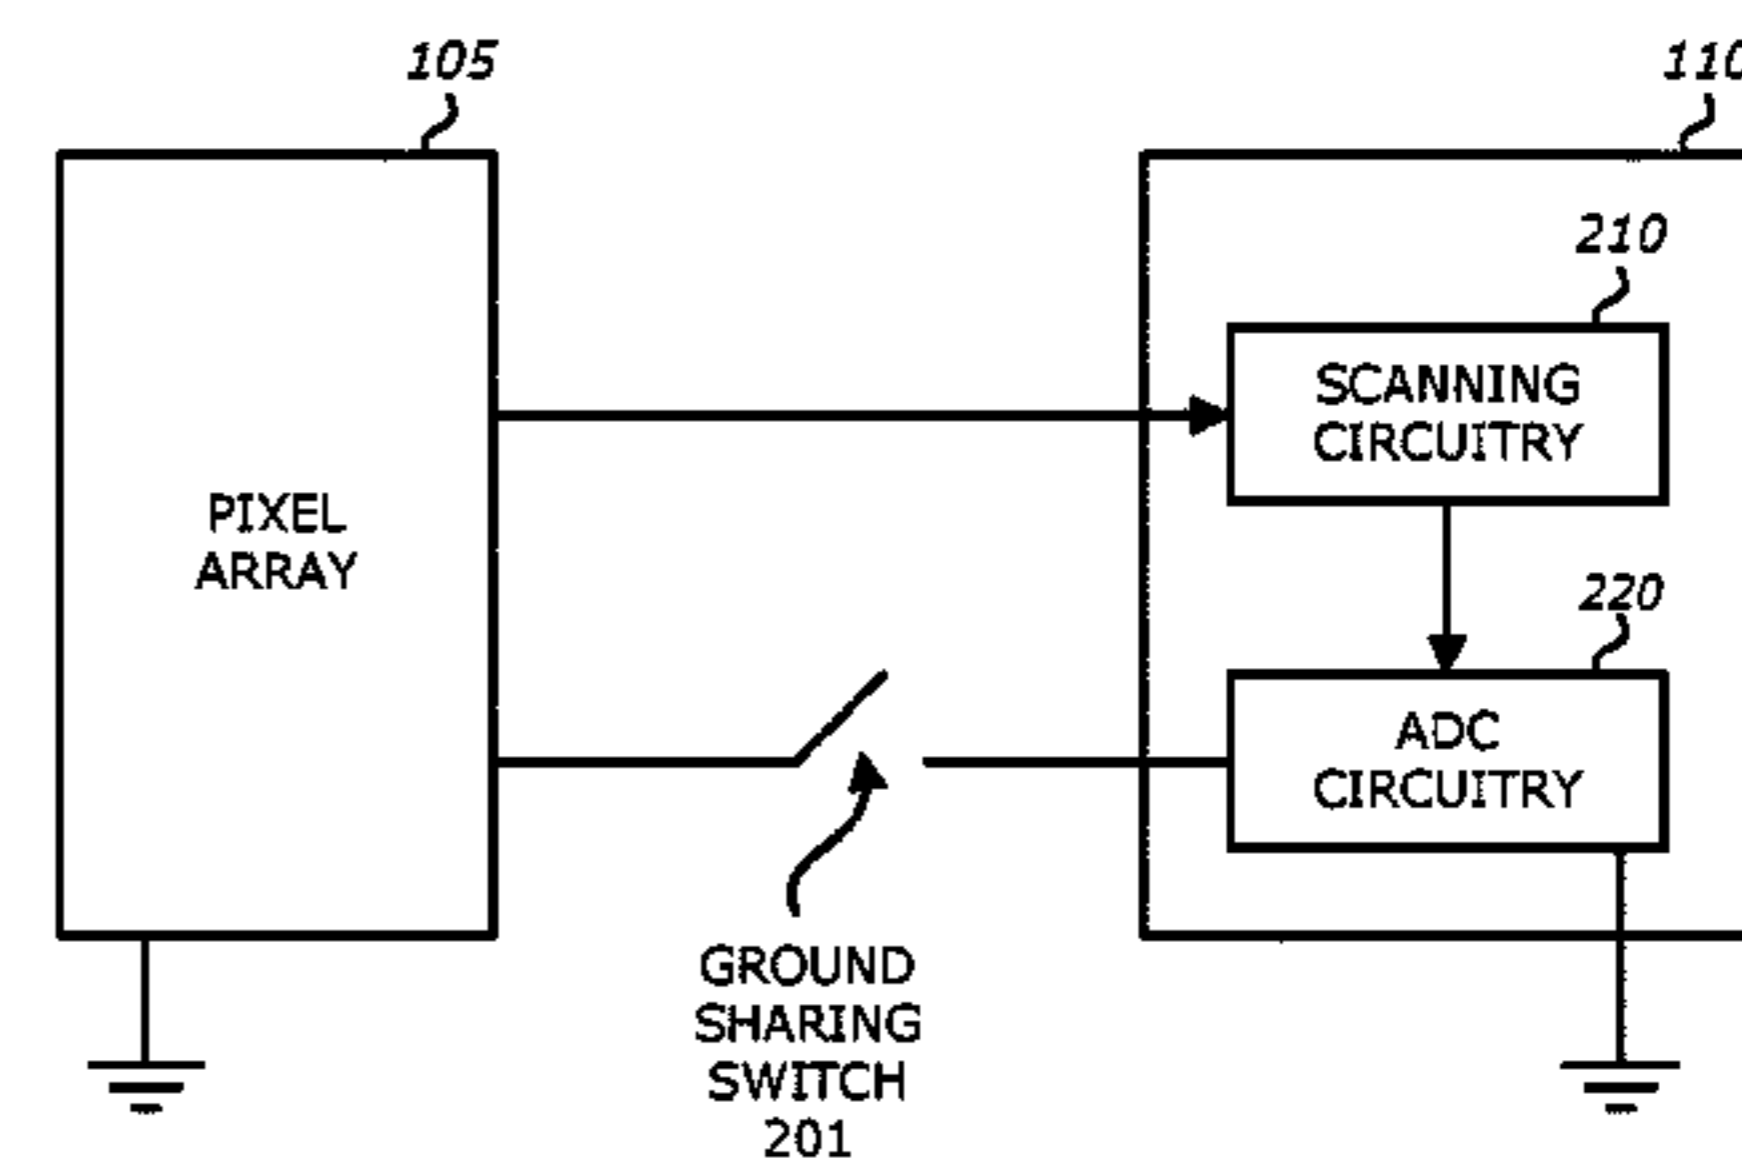 105
110
210
SCANNING
CIRCUITRY
PIXEL
ARRAY
220
ADC
CIRCUITRY
GROUND
SHARING
SWITCH
201